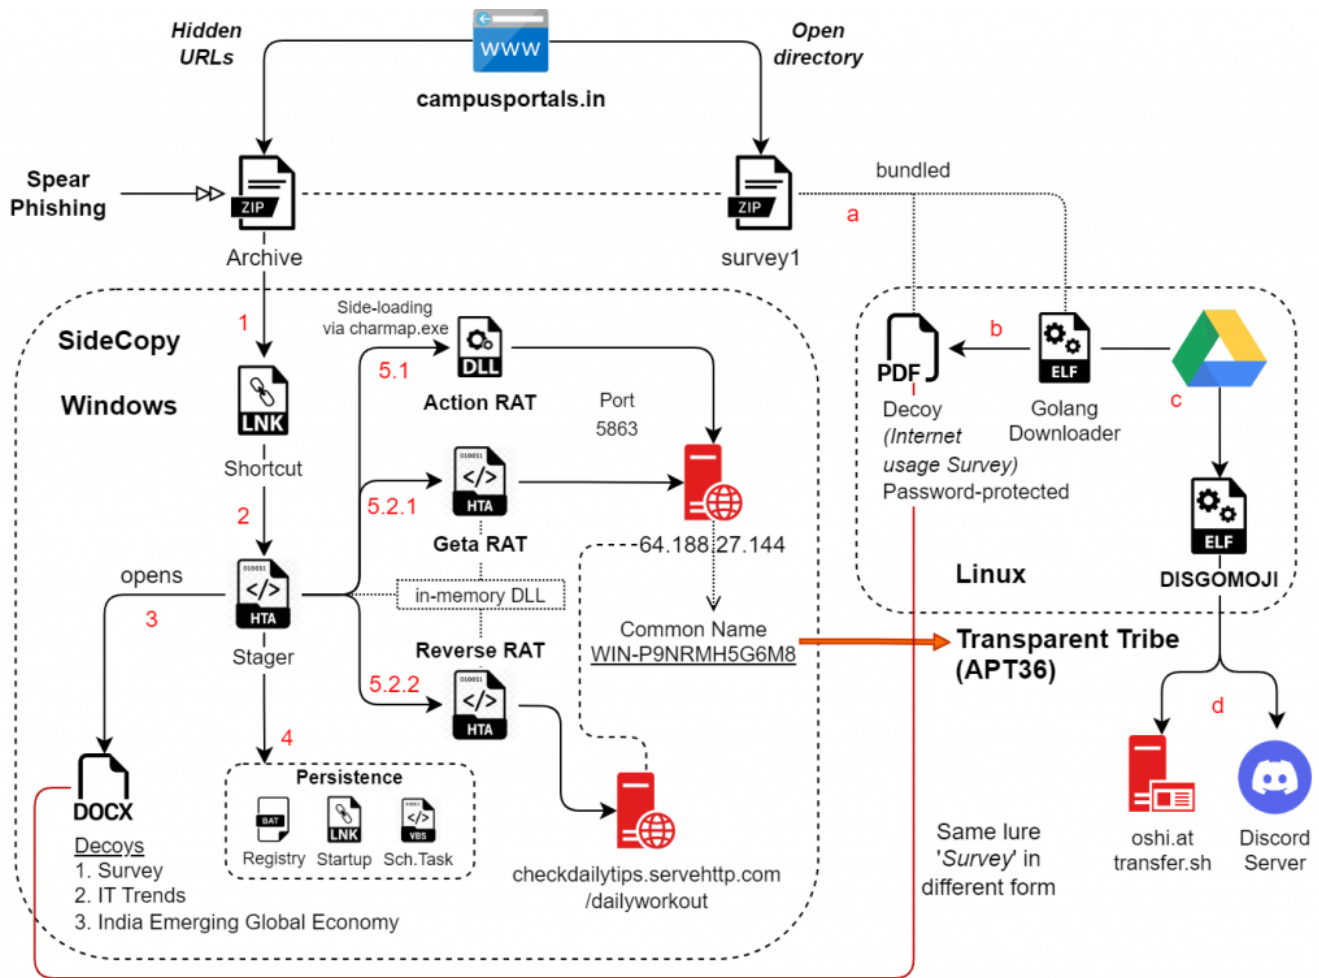 Hidden
URLs
WWW
Open
directory
campusportals.in
Spear
Phishing
ZIP
Archive
ZIP
survey1
bundled
a
SideCopy
Windows
1
LNK
Shortcut
2
Side-loading
via charmap.exe
5.1
DLL
Action RAT
Port
5863
010011
</>
HTA
5.2.1
Geta RAT
64.188.27.144
in-memory DLL
opens
3
010011
</>
HTA
Stager
Reverse RAT
5.2.2
010011
</>
HTA
Common Name
WIN-P9NRMH5G6M8
4
DOCX
Decoys
1. Survey
2. IT Trends
3. India Emerging Global Economy
Persistence
BAT
LNK
VBS
Registry
Startup
Sch.Task
checkdailytips.servehttp.com
/dailyworkout
PDF
b
ELF
c
Decoy
(Internet
usage Survey)
Password-protected
Golang
Downloader
ELF
DISGOMOJI
Linux
Transparent Tribe
(APT36)
d
Same lure
'Survey' in
different form
oshi.at
transfer.sh
Discord
Server